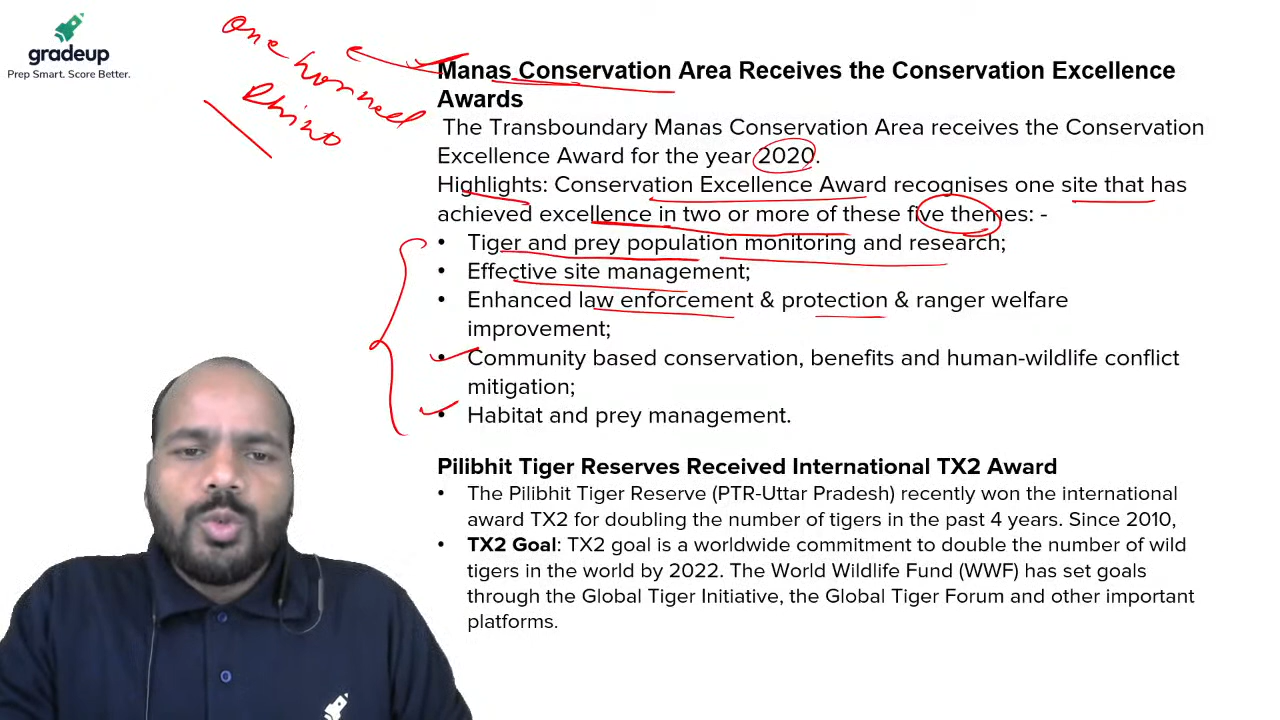 gradeup
Prep Smart. Score Better.
one horned
Rhino
Manas Conservation Area Receives the Conservation Excellence
Awards
The Transboundary Manas Conservation Area receives the Conservation
Excellence Award for the year 2020.
Highlights: Conservation Excellence Award recognises one site that has
achieved excellence in two or more of these five themes: -
• Tiger and prey population monitoring and research;
• Effective site management;
• Enhanced law enforcement & protection & ranger welfare
improvement;
• Community based conservation, benefits and human-wildlife conflict
mitigation;
• Habitat and prey management.
Pilibhit Tiger Reserves Received International TX2 Award
• The Pilibhit Tiger Reserve (PTR-Uttar Pradesh) recently won the international
award TX2 for doubling the number of tigers in the past 4 years. Since 2010,
• TX2 Goal: TX2 goal is a worldwide commitment to double the number of wild
tigers in the world by 2022. The World Wildlife Fund (WWF) has set goals
through the Global Tiger Initiative, the Global Tiger Forum and other important
platforms.